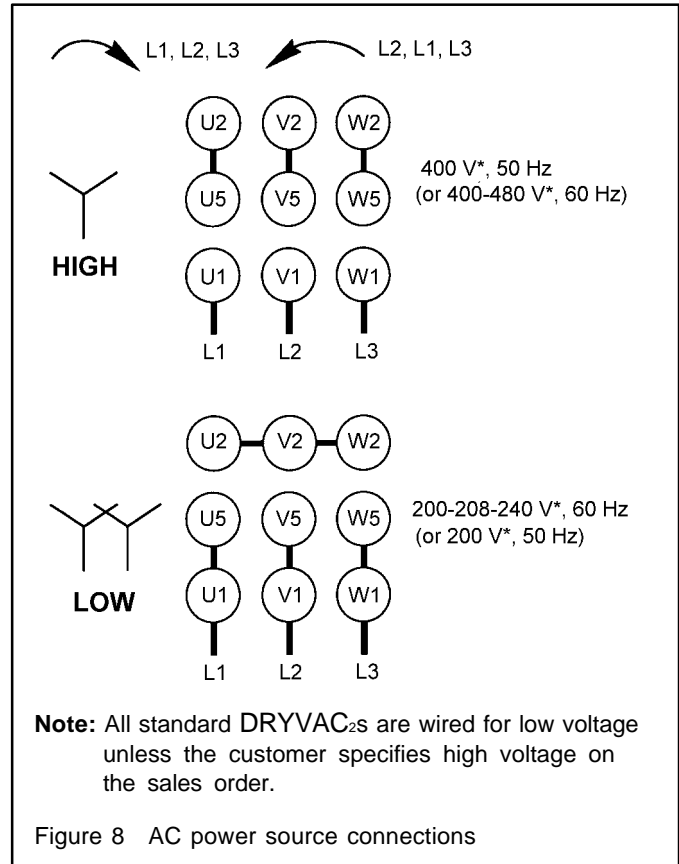 L1, L2, L3 L2, L1, L3
U2 V2 W2
400 V*, 50 Hz
U5 V5 W5
(or 400-480 V*, 60 Hz)
HIGH
U1 V1 W1
L1 L2 L3
U2 V2 W2
U5 V5 W5
200-208-240 V*, 60 Hz
(or 200 V*, 50 Hz)
LOW
U1 V1 W1
L1 L2 L3
Note: All standard DRYVAC₂s are wired for low voltage
unless the customer specifies high voltage on
the sales order.
Figure 8 AC power source connections